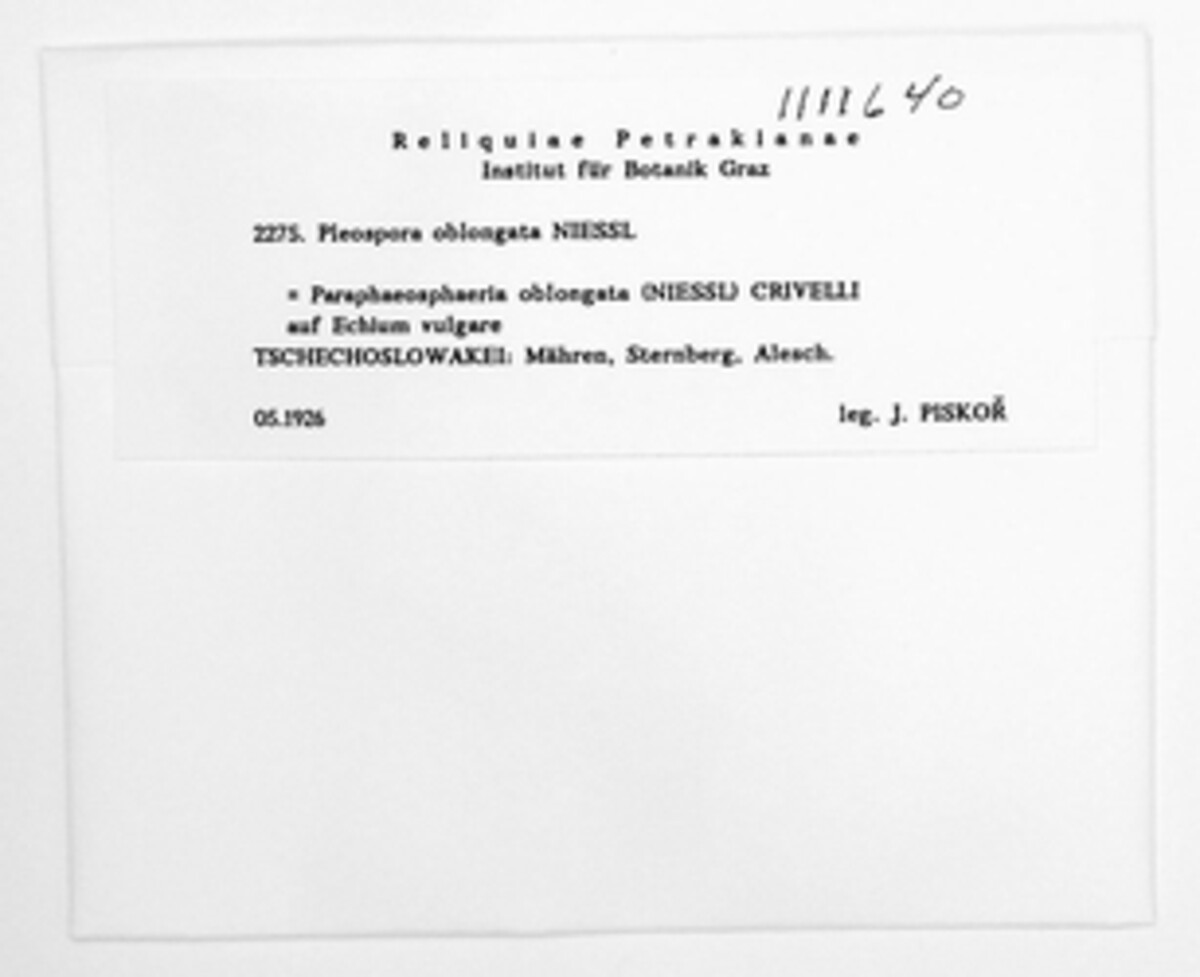 1111640
Reliquiae Petrakianae
Institut für Botanik Graz
2275. Pleospora oblongata NIESSL
= Paraphaeosphaeria oblongata (NIESSL) CRIVELLI
auf Echium vulgare
TSCHECHOSLOWAKEI: Mähren, Sternberg, Alesch.
05.1926
leg. J. PISKOŘ